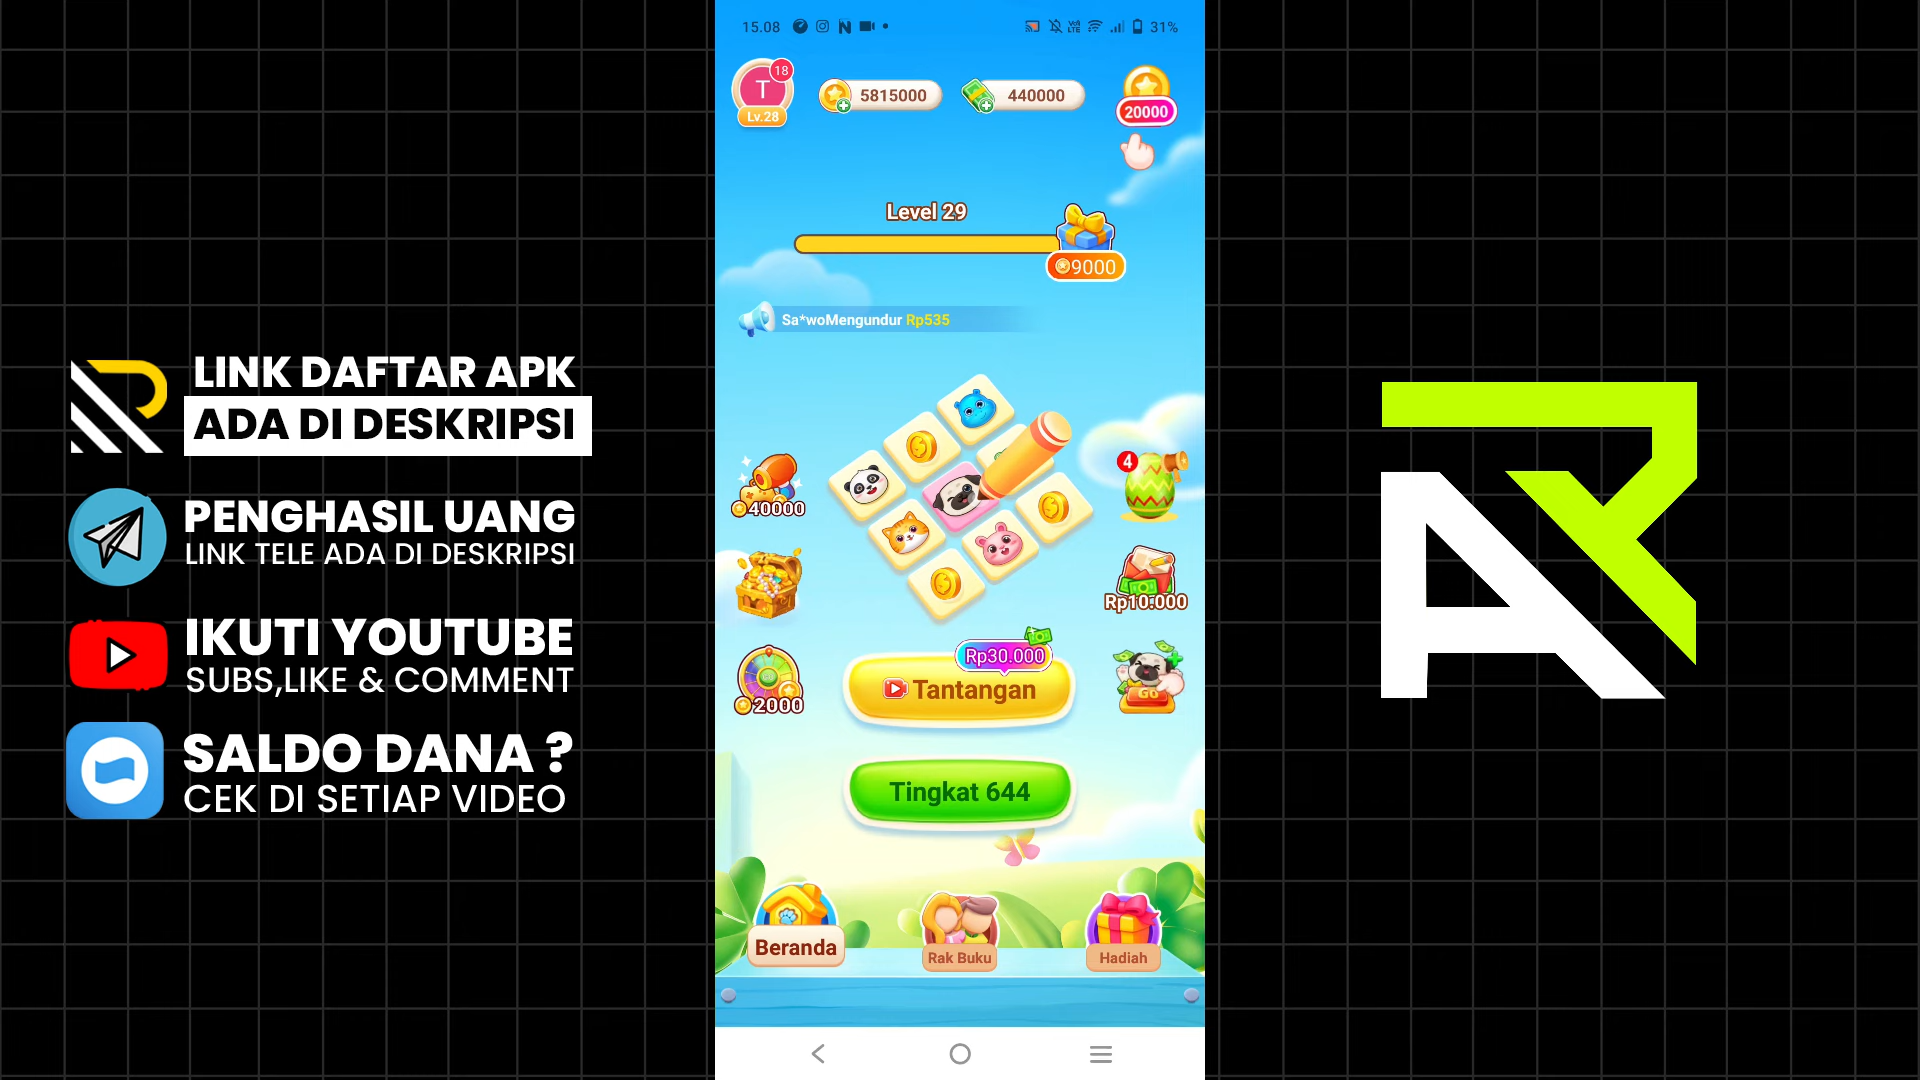 LINK DAFTAR APK
ADA DI DESKRIPSI
PENGHASIL UANG
LINK TELE ADA DI DESKRIPSI
IKUTI YOUTUBE
SUBS,LIKE & COMMENT
SALDO DANA ?
CEK DI SETIAP VIDEO
15.08
31%
T
18
Lv.28
5815000
440000
20000
Level 29
9000
Sa*woMengundur Rp535
40000
4
Rp10.000
2000
GO
Rp30.000
Tantangan
Tingkat 644
Beranda
Rak Buku
Hadiah
AR